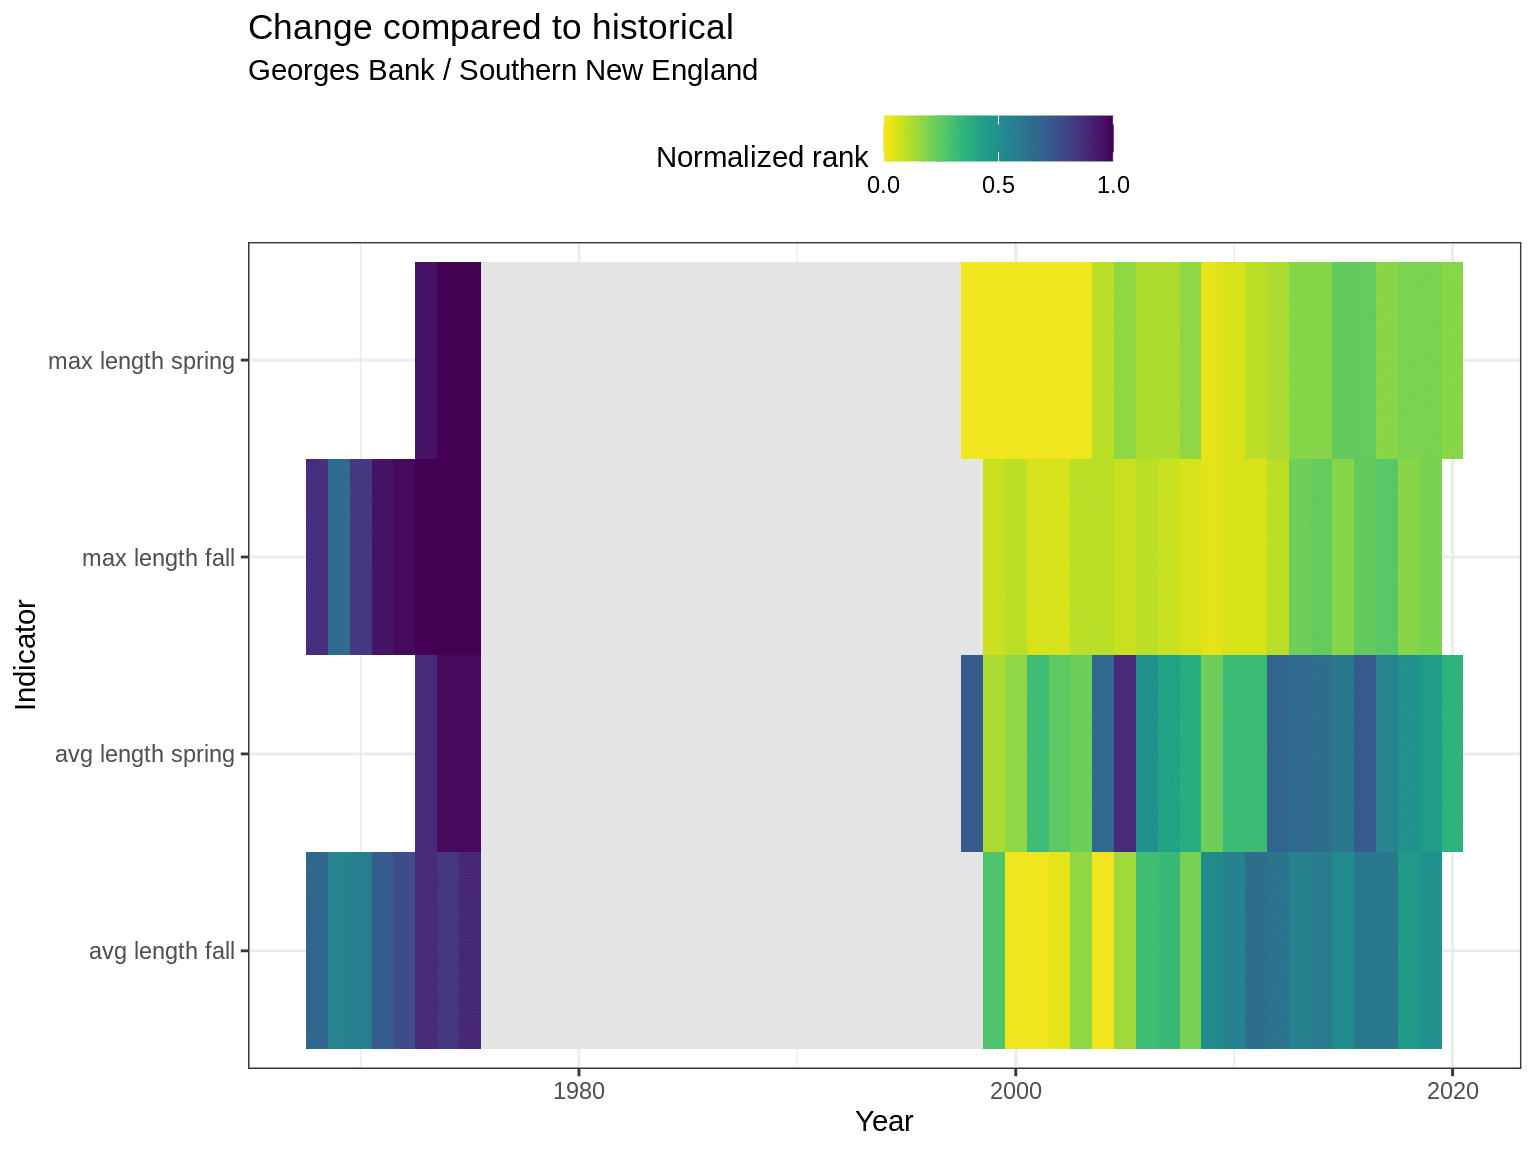 Change compared to historical
Georges Bank / Southern New England
Normalized rank
0.0 0.5 1.0
max length spring
max length fall
avg length spring
avg length fall
Indicator
1980 2000 2020
Year